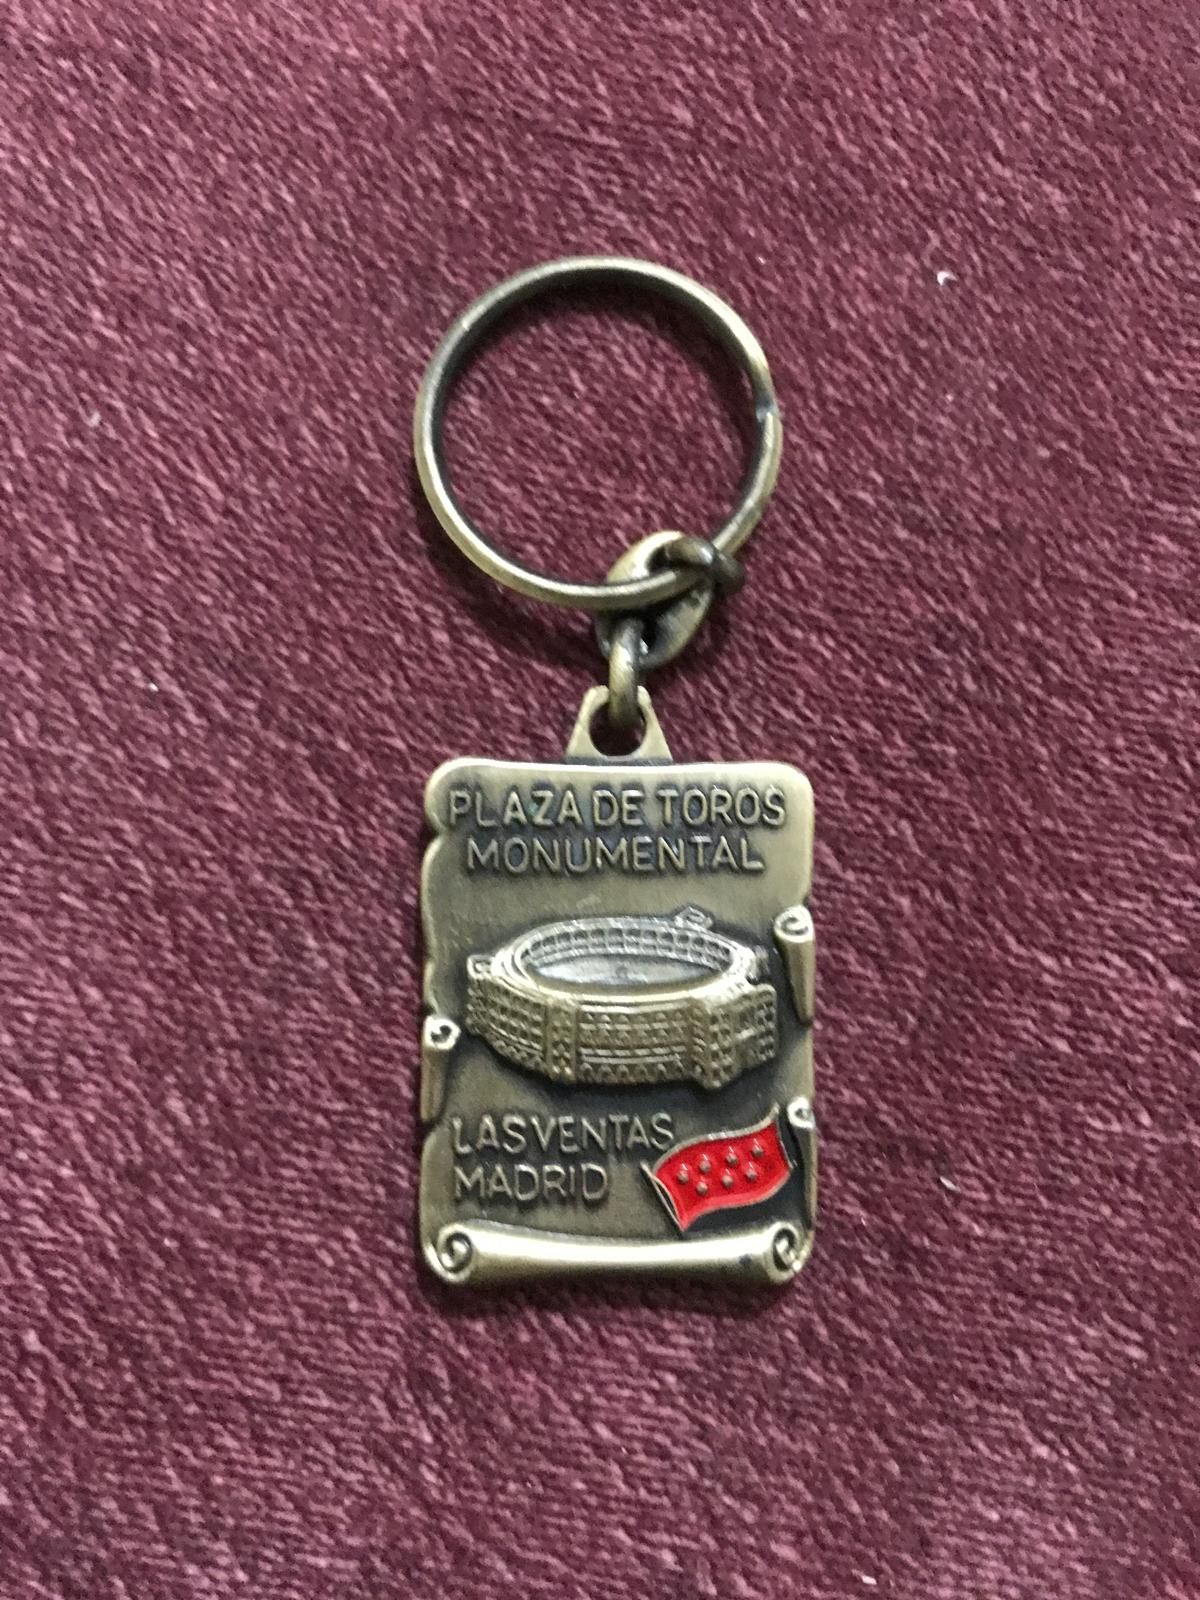 PLAZA DE TOROS
MONUMENTAL
LAS VENTAS
MADRID